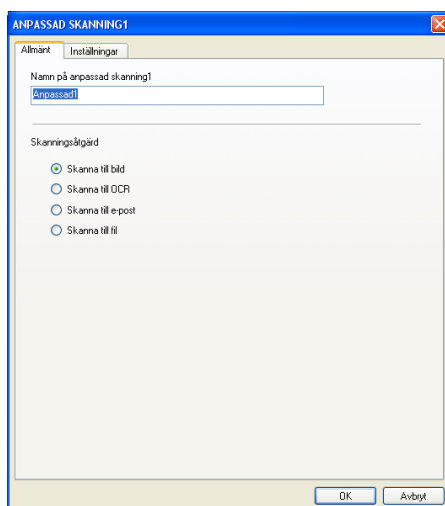 ANPASSAD SKANNING1
Allmänt Inställningar
Namn på anpassad skanning1
Anpassad1
Skanningsåtgärd
Skanna till bild
Skanna till OCR
Skanna till e-post
Skanna till fil
OK Avbryt